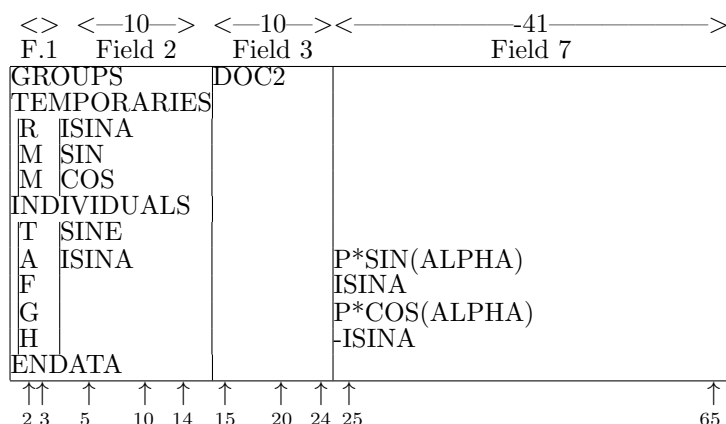 <> <—10—> <—10—> <———-41———>
F.1 Field 2 Field 3 Field 7
GROUPS DOC2
TEMPORARIES
R ISINA
M SIN
M COS
INDIVIDUALS
T SINE
A ISINA P*SIN(ALPHA)
F ISINA
G P*COS(ALPHA)
H -ISINA
ENDATA
↑↑ ↑ ↑ ↑ ↑ ↑ ↑ ↑ ↑
2 3 5 10 14 15 20 24 25 65